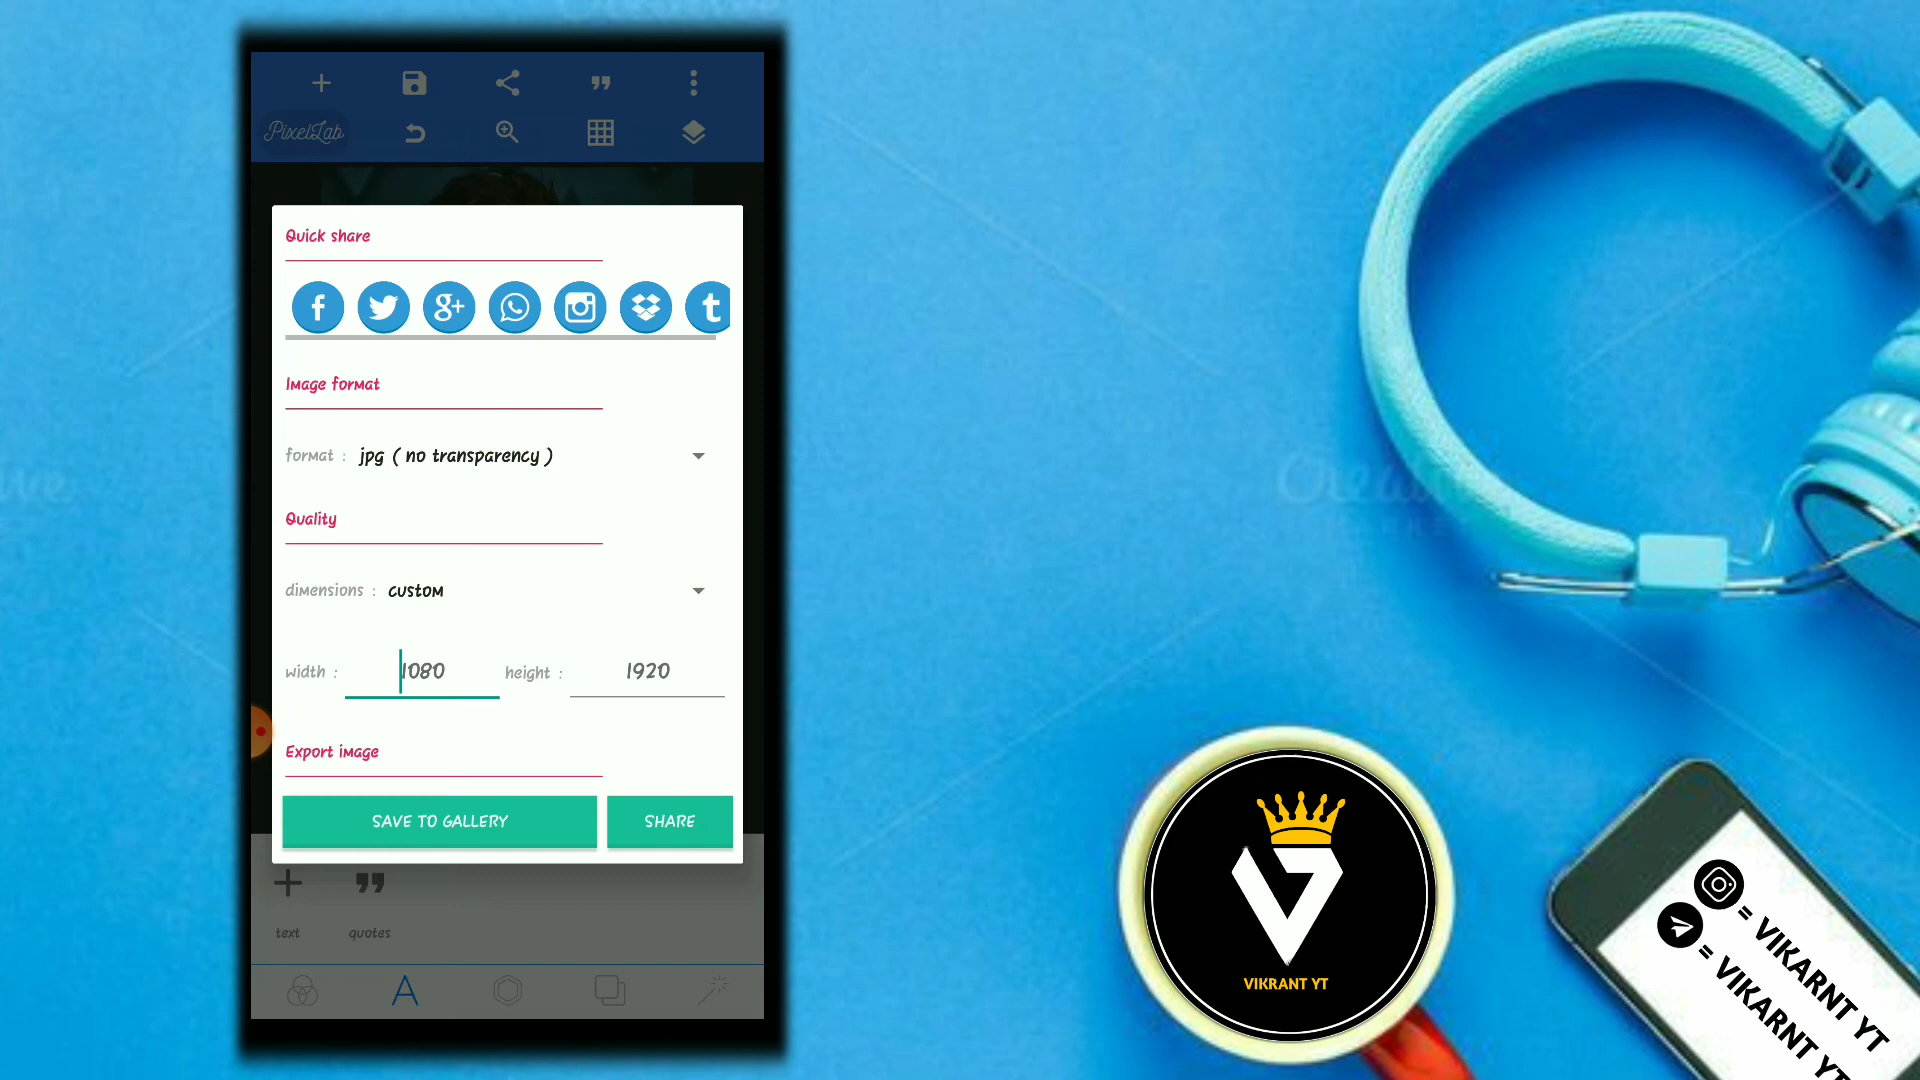 PixelLab
Quick share
Image format
format : jpg ( no transparency )
Quality
dimensions : custom
width : 1080 height : 1920
Export image
SAVE TO GALLERY SHARE
text quotes
VIKRANT YT
= VIKARNT YT
= VIKARNT YT